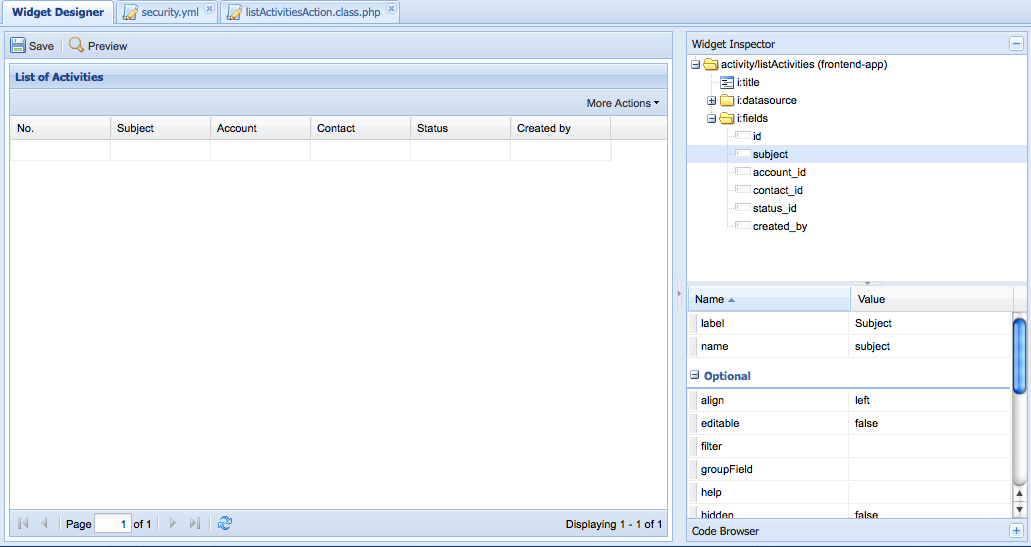 Widget Designer security.yml listActivitiesAction.class.php
Save Preview
List of Activities
More Actions
No. Subject Account Contact Status Created by
Page 1 of 1 Displaying 1 - 1 of 1
Widget Inspector
activity/listActivities (frontend-app)
i:title
i:datasource
i:fields
id
subject
account_id
contact_id
status_id
created_by
Name Value
label Subject
name subject
Optional
align left
editable false
filter
groupField
help
hidden false
Code Browser